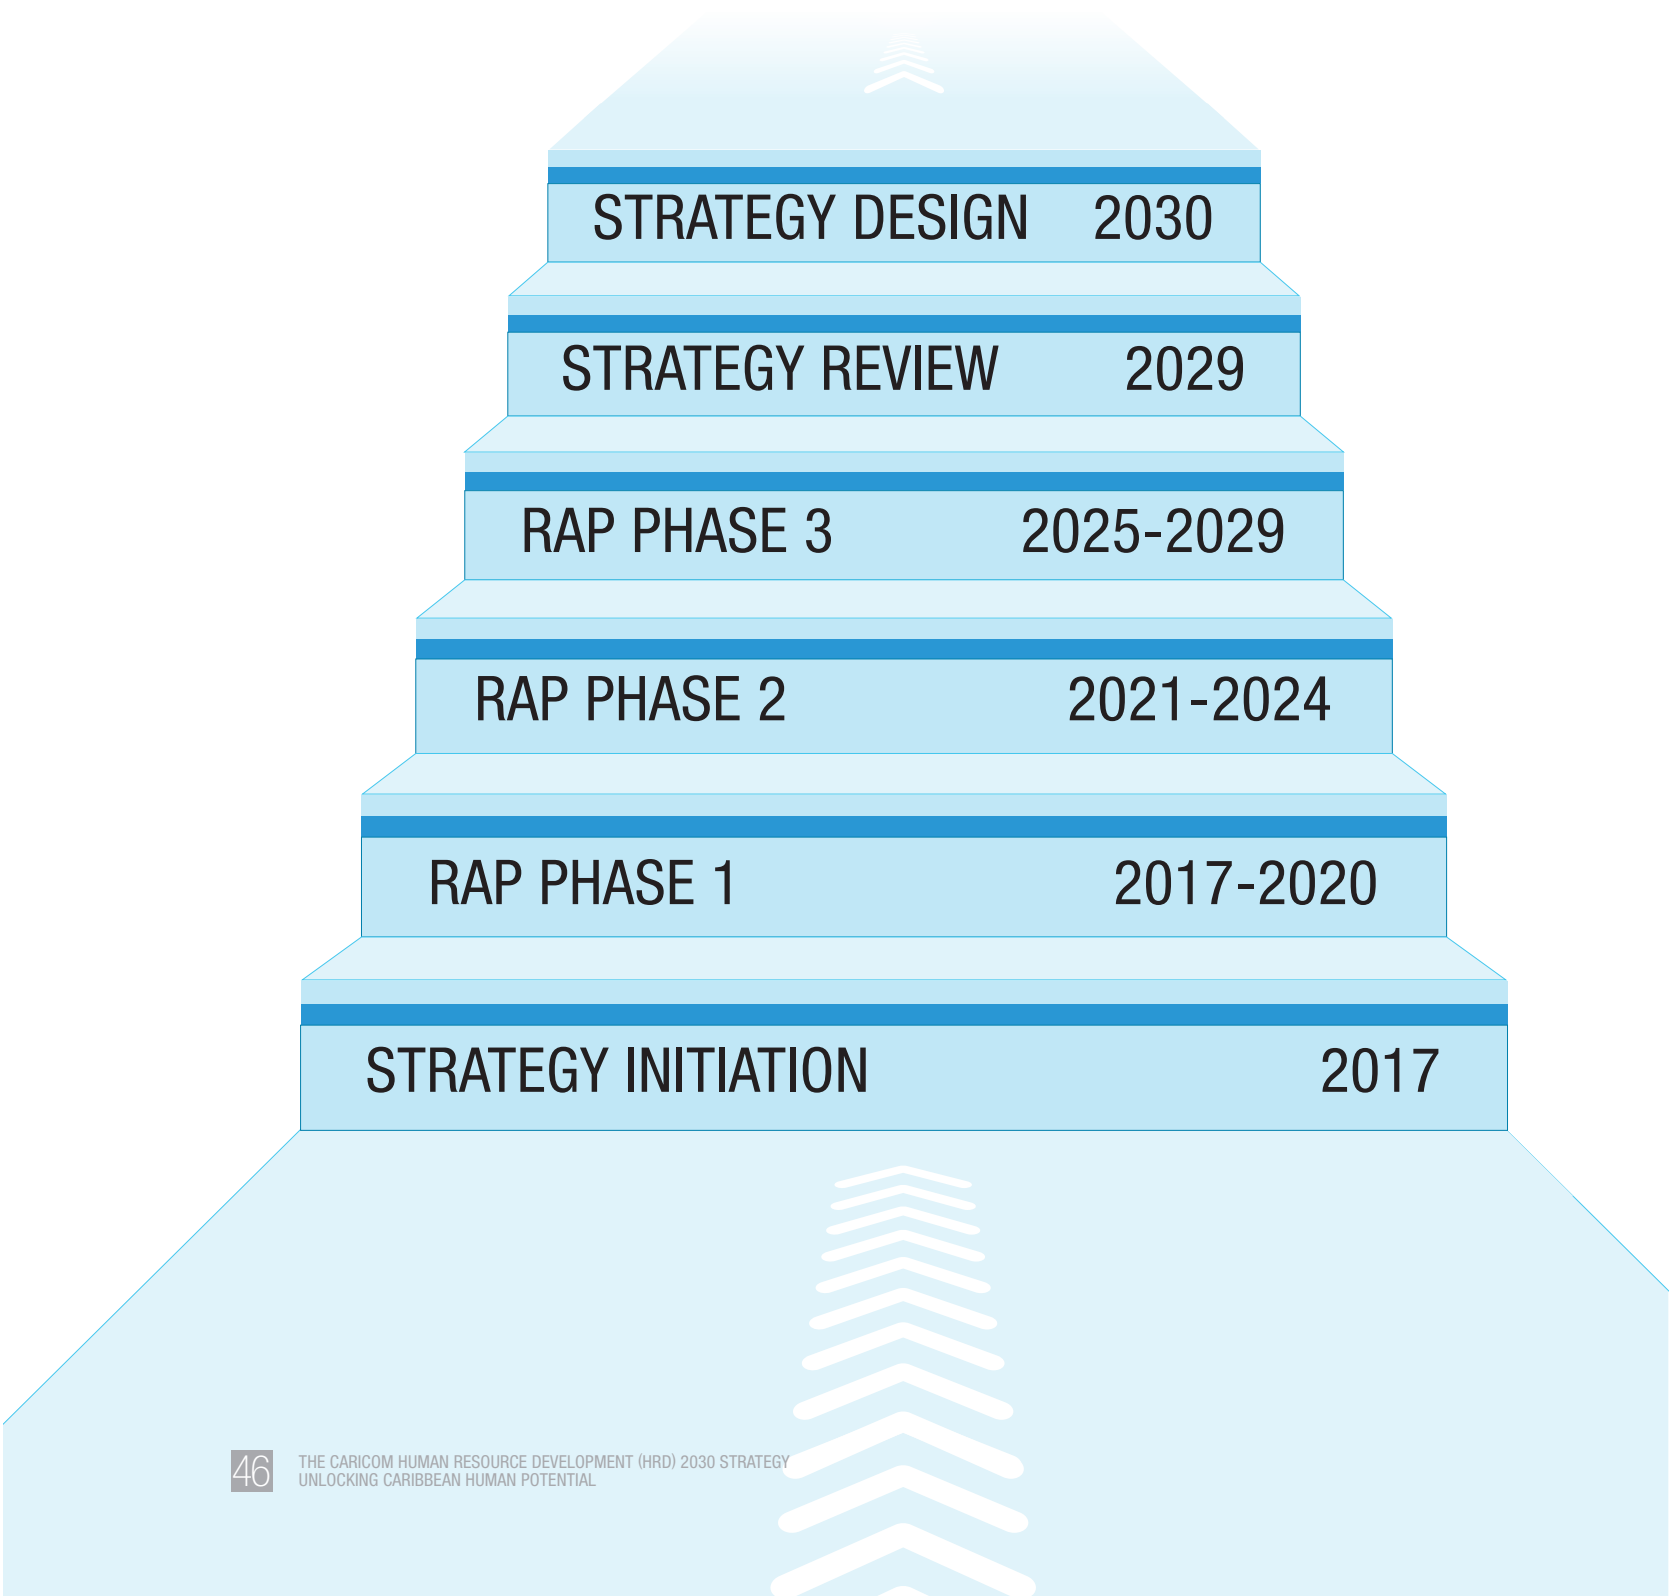 STRATEGY DESIGN 2030
STRATEGY REVIEW 2029
RAP PHASE 3 2025-2029
RAP PHASE 2 2021-2024
RAP PHASE 1 2017-2020
STRATEGY INITIATION 2017
46 THE CARICOM HUMAN RESOURCE DEVELOPMENT (HRD) 2030 STRATEGY
UNLOCKING CARIBBEAN HUMAN POTENTIAL